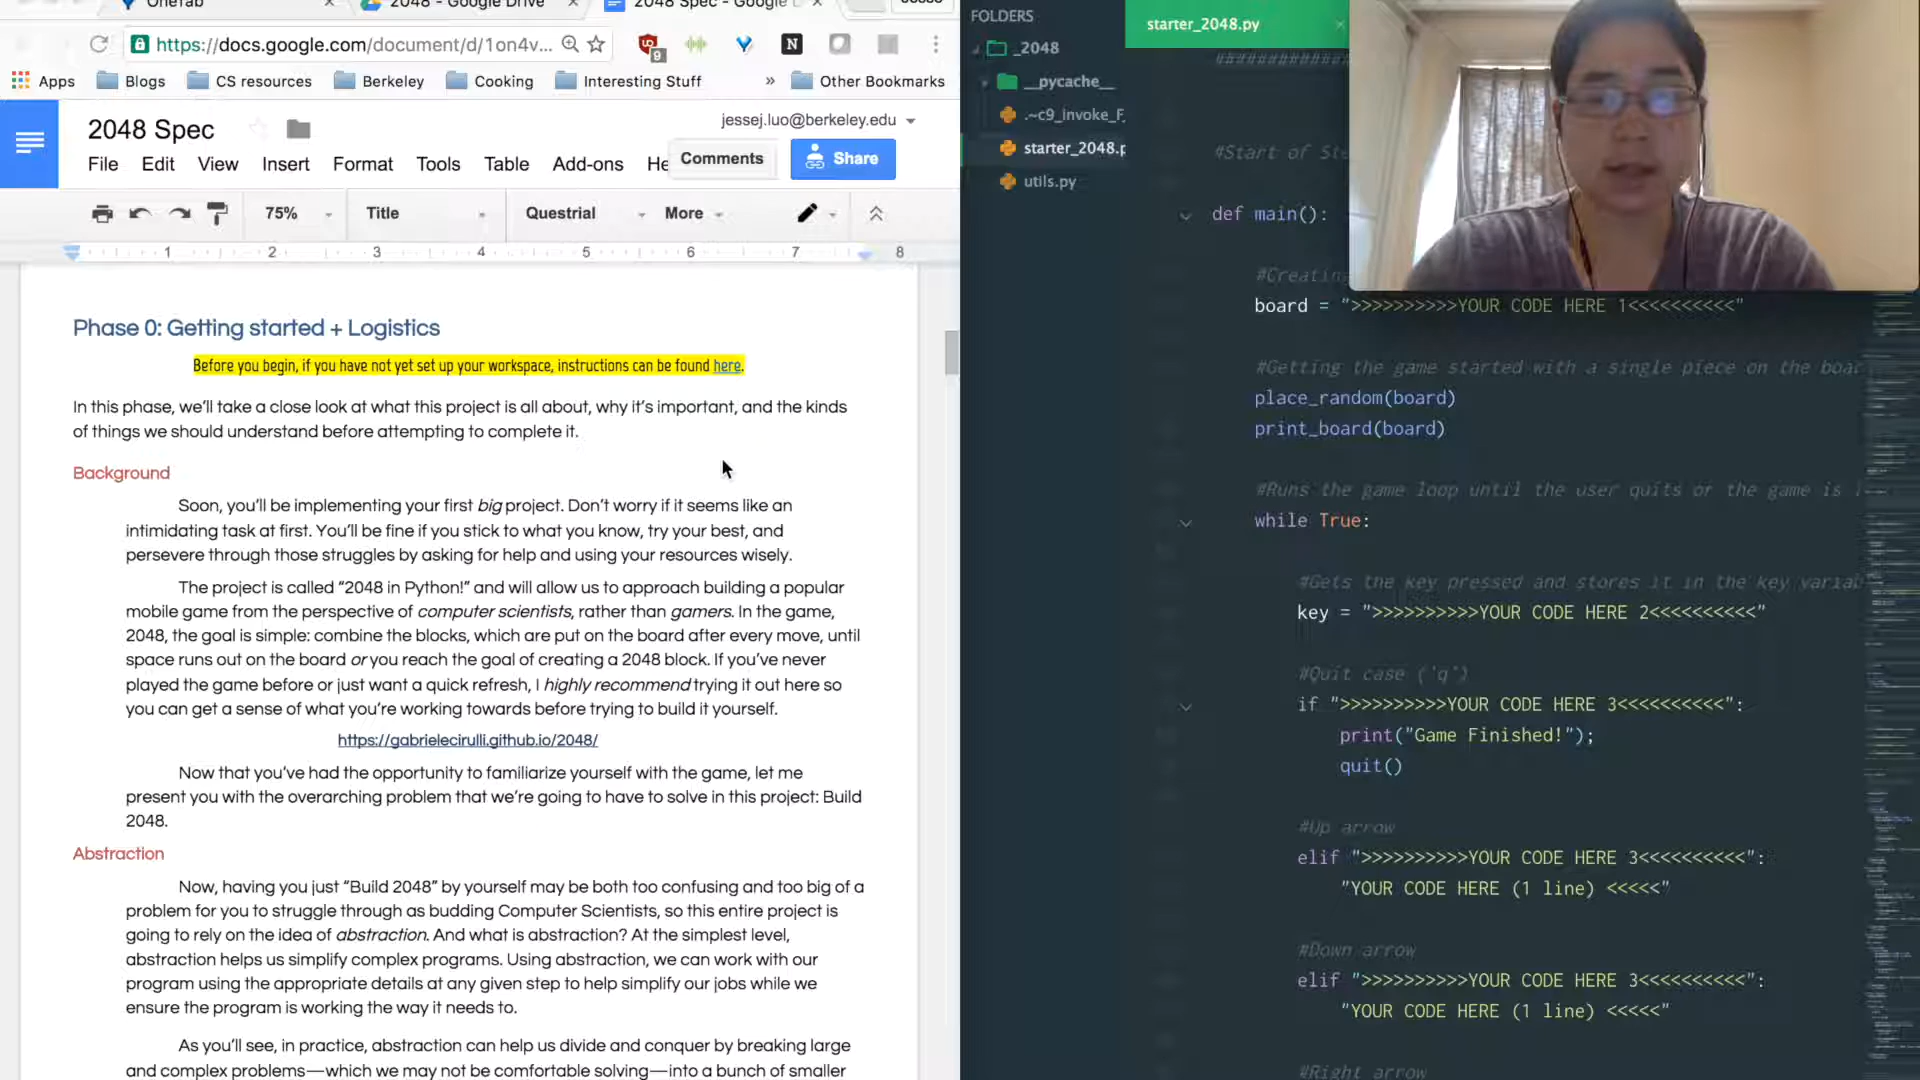 OneTab
2048 - Google Drive
2048 Spec - Google D
https://docs.google.com/document/d/1on4v...
9
Apps Blogs CS resources Berkeley Cooking Interesting Stuff » Other Bookmarks
2048 Spec
jessej.luo@berkeley.edu
File Edit View Insert Format Tools Table Add-ons He
Comments
Share
75% Title Questrial More
1 2 3 4 5 6 7 8
Phase 0: Getting started + Logistics
Before you begin, if you have not yet set up your workspace, instructions can be found here.
In this phase, we'll take a close look at what this project is all about, why it's important, and the kinds
of things we should understand before attempting to complete it.
Background
Soon, you'll be implementing your first big project. Don't worry if it seems like an
intimidating task at first. You'll be fine if you stick to what you know, try your best, and
persevere through those struggles by asking for help and using your resources wisely.
The project is called “2048 in Python!” and will allow us to approach building a popular
mobile game from the perspective of computer scientists, rather than gamers. In the game,
2048, the goal is simple: combine the blocks, which are put on the board after every move, until
space runs out on the board or you reach the goal of creating a 2048 block. If you've never
played the game before or just want a quick refresh, I highly recommend trying it out here so
you can get a sense of what you're working towards before trying to build it yourself.
https://gabrielecirulli.github.io/2048/
Now that you've had the opportunity to familiarize yourself with the game, let me
present you with the overarching problem that we're going to have to solve in this project: Build
2048.
Abstraction
Now, having you just “Build 2048” by yourself may be both too confusing and too big of a
problem for you to struggle through as budding Computer Scientists, so this entire project is
going to rely on the idea of abstraction. And what is abstraction? At the simplest level,
abstraction helps us simplify complex programs. Using abstraction, we can work with our
program using the appropriate details at any given step to help simplify our jobs while we
ensure the program is working the way it needs to.
As you'll see, in practice, abstraction can help us divide and conquer by breaking large
and complex problems—which we may not be comfortable solving—into a bunch of smaller
FOLDERS
_2048
__pycache__
.~c9_invoke_F
starter_2048.p
utils.py
starter_2048.py
#############
#Start of Ste
def main():
#Creating
board = ">>>>>>>>>>YOUR CODE HERE 1<<<<<<<<<<"
#Getting the game started with a single piece on the boar
place_random(board)
print_board(board)
#Runs the game loop until the user quits or the game is
while True:
#Gets the key pressed and stores it in the key variab
key = ">>>>>>>>>>YOUR CODE HERE 2<<<<<<<<<<"
#Quit case ('q')
if ">>>>>>>>>>YOUR CODE HERE 3<<<<<<<<<<":
print("Game Finished!");
quit()
#Up arrow
elif ">>>>>>>>>>YOUR CODE HERE 3<<<<<<<<<<":
"YOUR CODE HERE (1 line) <<<<<"
#Down arrow
elif ">>>>>>>>>>YOUR CODE HERE 3<<<<<<<<<<":
"YOUR CODE HERE (1 line) <<<<<"
#Right arrow